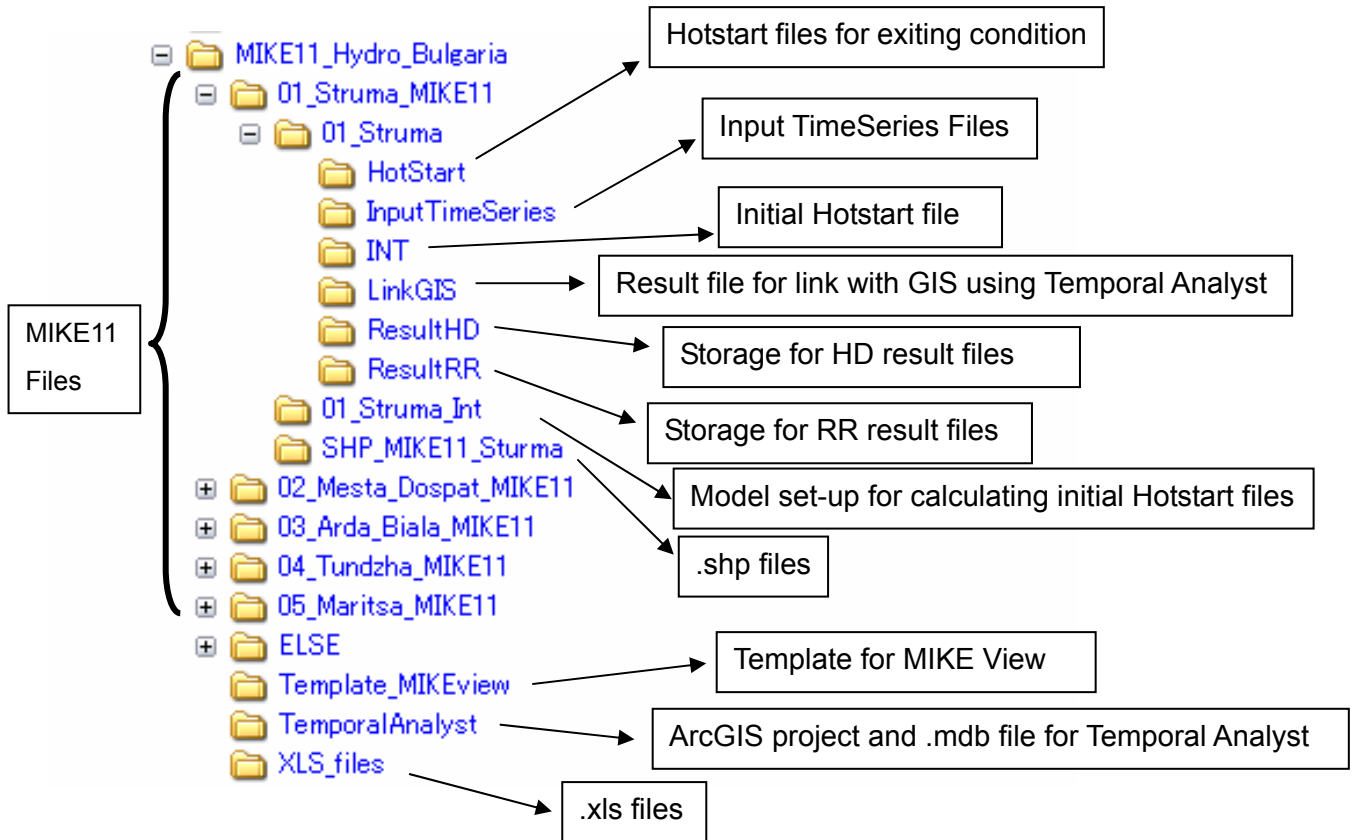 Hotstart files for exiting condition
MIKE11_Hydro_Bulgaria
01_Struma_MIKE11
01_Struma
Input TimeSeries Files
HotStart
InputTimeSeries
Initial Hotstart file
INT
LinkGIS
Result file for link with GIS using Temporal Analyst
MIKE11
Files
ResultHD
Storage for HD result files
ResultRR
01_Struma_Int
Storage for RR result files
SHP_MIKE11_Sturma
02_Mesta_Dospat_MIKE11
Model set-up for calculating initial Hotstart files
03_Arda_Biala_MIKE11
04_Tundzha_MIKE11
.shp files
05_Maritsa_MIKE11
ELSE
Template for MIKE View
Template_MIKEview
TemporalAnalyst
ArcGIS project and .mdb file for Temporal Analyst
XLS_files
.xls files